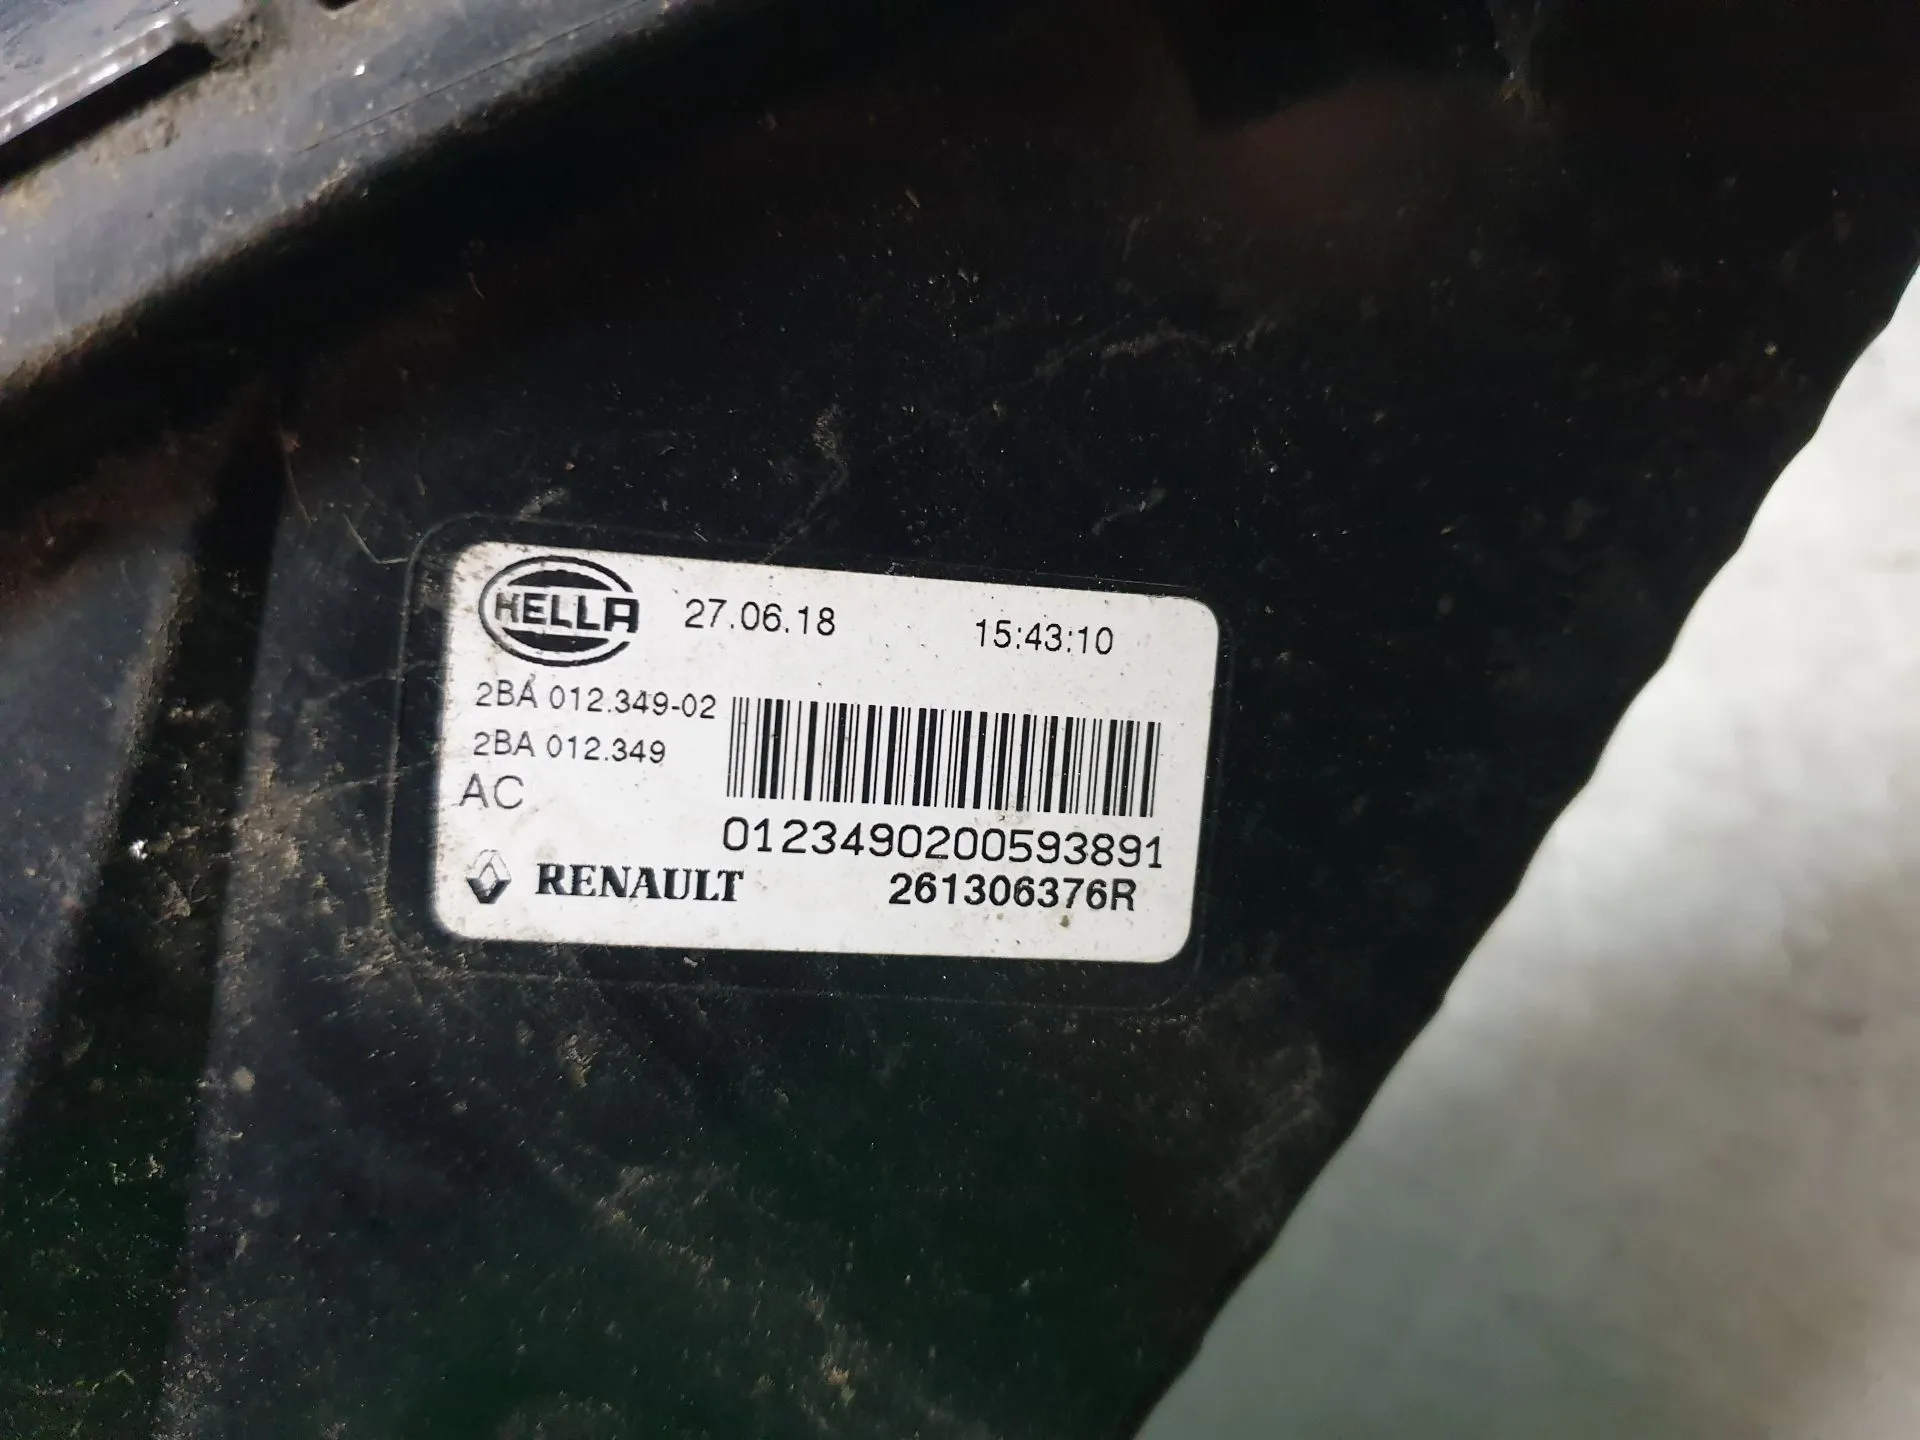 HELLA 27.06.18 15:43:10
2BA 012.349-02
2BA 012.349
AC
0123490200593891
RENAULT 261306376R